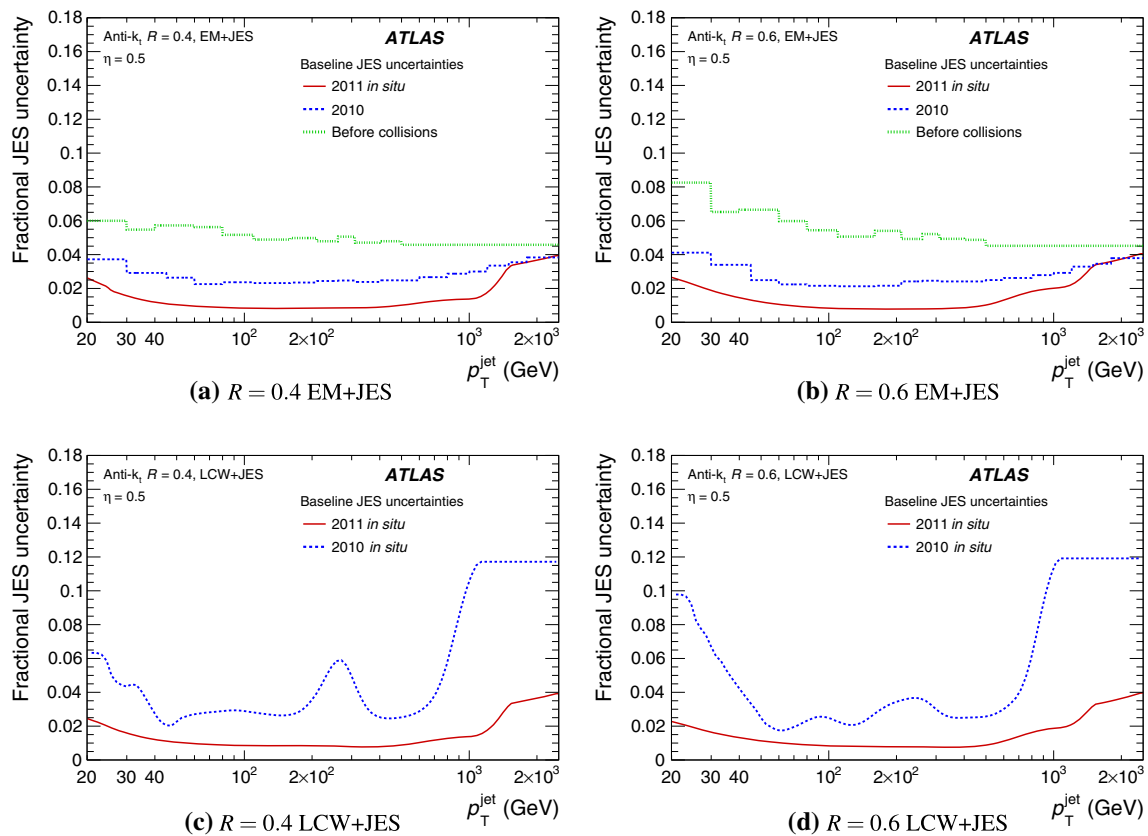 Anti-kt R = 0.4, EM+JES
ATLAS
η = 0.5
Baseline JES uncertainties
2011 in situ
2010
Before collisions
Fractional JES uncertainty
0.18
0.16
0.14
0.12
0.1
0.08
0.06
0.04
0.02
0
20 30 40 10² 2×10² 10³ 2×10³
pTjet (GeV)
(a) R = 0.4 EM+JES
Anti-kt R = 0.6, EM+JES
ATLAS
η = 0.5
Baseline JES uncertainties
2011 in situ
2010
Before collisions
Fractional JES uncertainty
0.18
0.16
0.14
0.12
0.1
0.08
0.06
0.04
0.02
0
20 30 40 10² 2×10² 10³ 2×10³
pTjet (GeV)
(b) R = 0.6 EM+JES
Anti-kt R = 0.4, LCW+JES
ATLAS
η = 0.5
Baseline JES uncertainties
2011 in situ
2010 in situ
Fractional JES uncertainty
0.18
0.16
0.14
0.12
0.1
0.08
0.06
0.04
0.02
0
20 30 40 10² 2×10² 10³ 2×10³
pTjet (GeV)
(c) R = 0.4 LCW+JES
Anti-kt R = 0.6, LCW+JES
ATLAS
η = 0.5
Baseline JES uncertainties
2011 in situ
2010 in situ
Fractional JES uncertainty
0.18
0.16
0.14
0.12
0.1
0.08
0.06
0.04
0.02
0
20 30 40 10² 2×10² 10³ 2×10³
pTjet (GeV)
(d) R = 0.6 LCW+JES